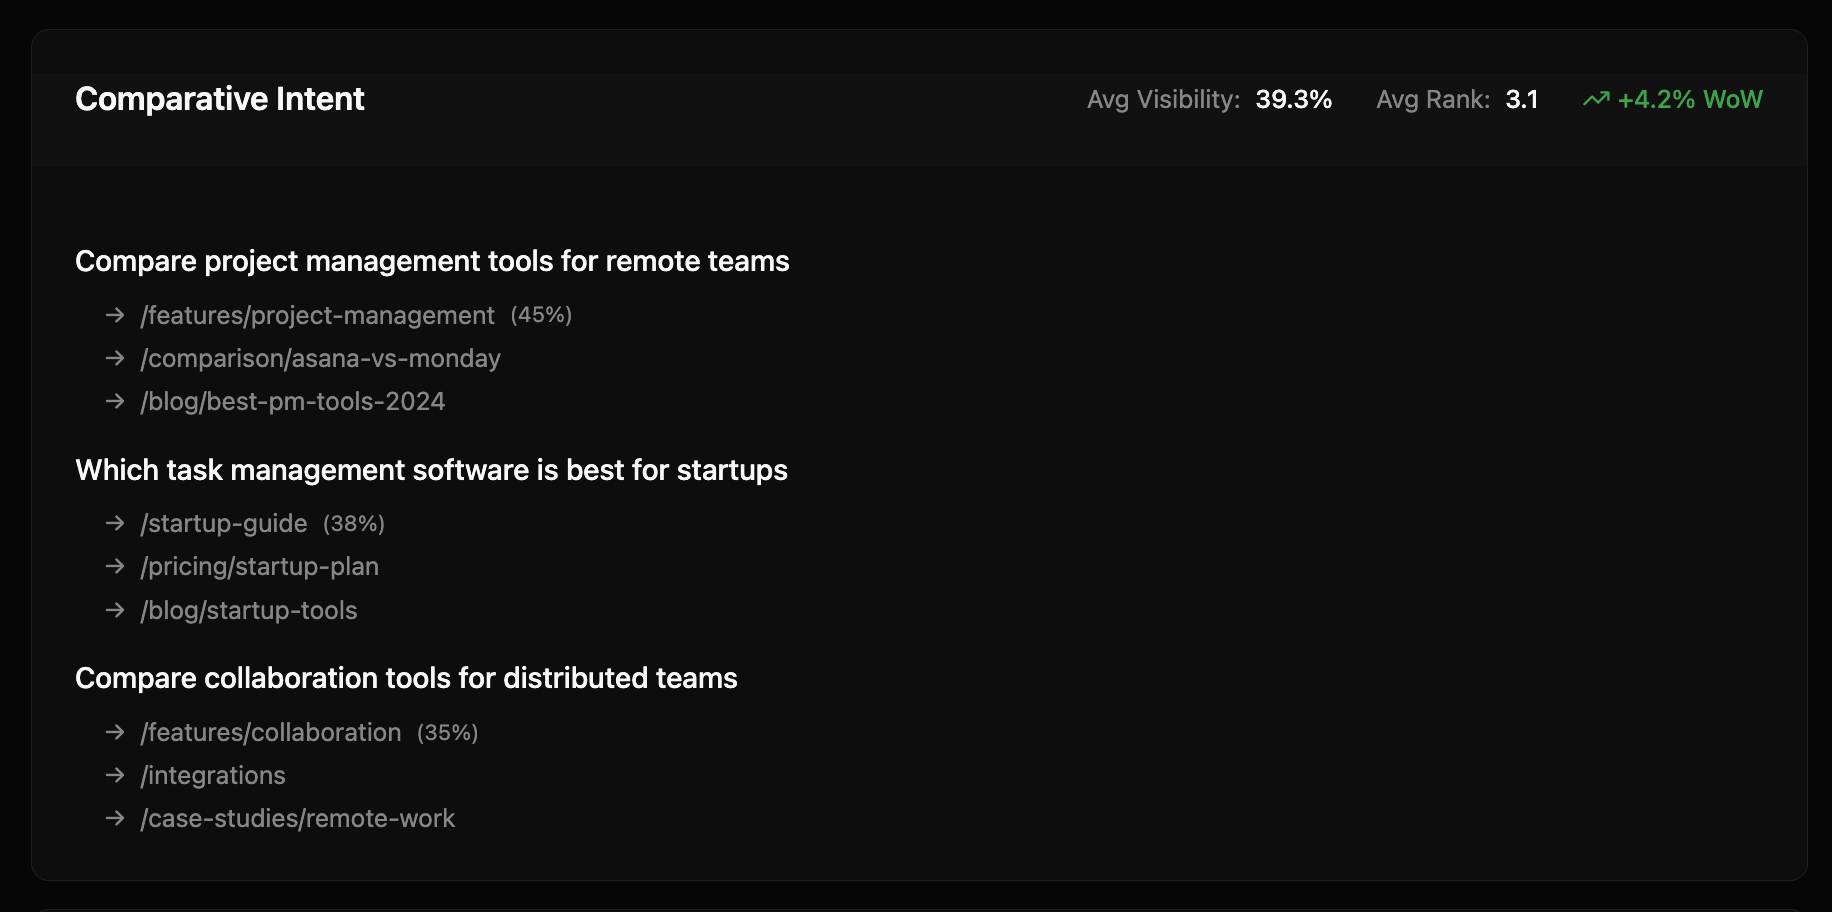 Comparative Intent
Avg Visibility: 39.3% Avg Rank: 3.1 +4.2% WoW
Compare project management tools for remote teams
→ /features/project-management (45%)
→ /comparison/asana-vs-monday
→ /blog/best-pm-tools-2024
Which task management software is best for startups
→ /startup-guide (38%)
→ /pricing/startup-plan
→ /blog/startup-tools
Compare collaboration tools for distributed teams
→ /features/collaboration (35%)
→ /integrations
→ /case-studies/remote-work